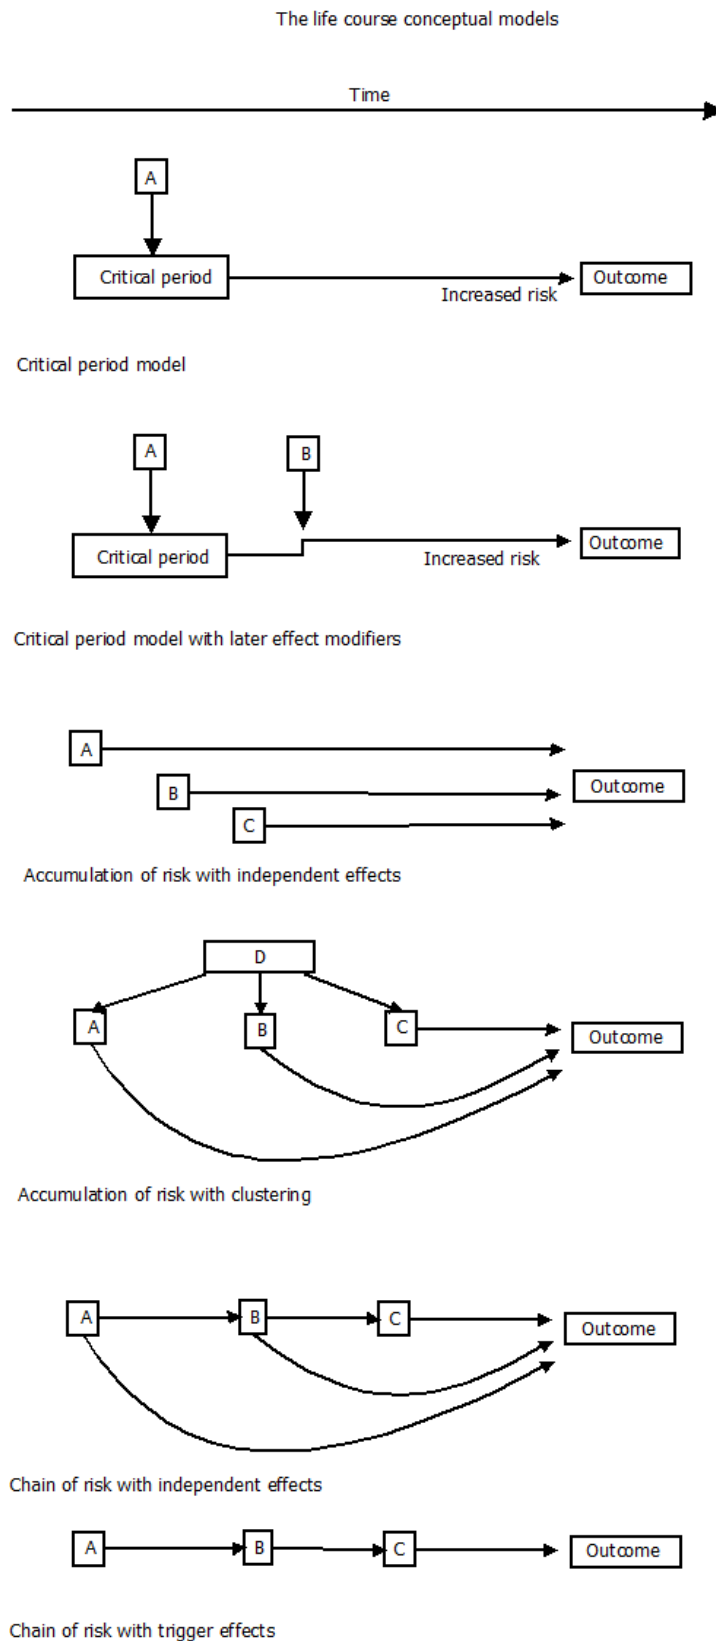 The life course conceptual models
Time
A
Critical period
Outcome
Increased risk
Critical period model
A
B
Critical period
Outcome
Increased risk
Critical period model with later effect modifiers
A
B
Outcome
C
Accumulation of risk with independent effects
D
A
B
C
Outcome
Accumulation of risk with clustering
A
B
C
Outcome
Chain of risk with independent effects
A
B
C
Outcome
Chain of risk with trigger effects